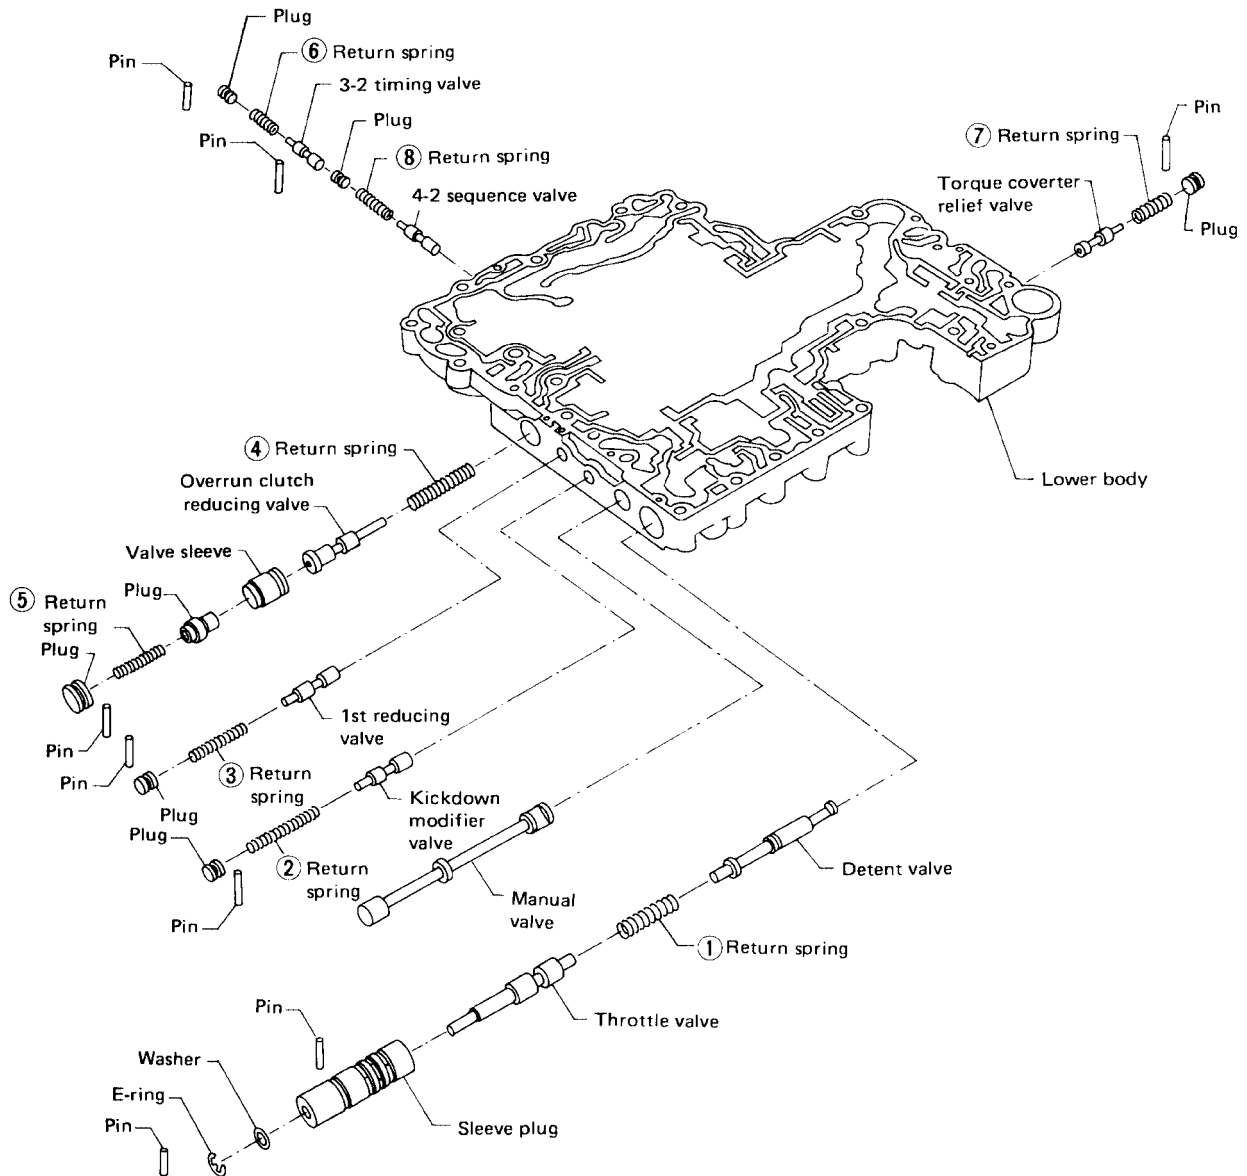 Plug
⑥ Return spring
Pin
3-2 timing valve
Plug
Pin
⑧ Return spring
4-2 sequence valve
Pin
⑦ Return spring
Torque coverter
relief valve
Plug
Lower body
④ Return spring
Overrun clutch
reducing valve
Valve sleeve
Plug
⑤ Return
spring
Plug
Pin
Pin
1st reducing
valve
③ Return
spring
Plug
Plug
Kickdown
modifier
valve
② Return
spring
Pin
Manual
valve
Detent valve
① Return spring
Throttle valve
Pin
Washer
E-ring
Pin
Sleeve plug